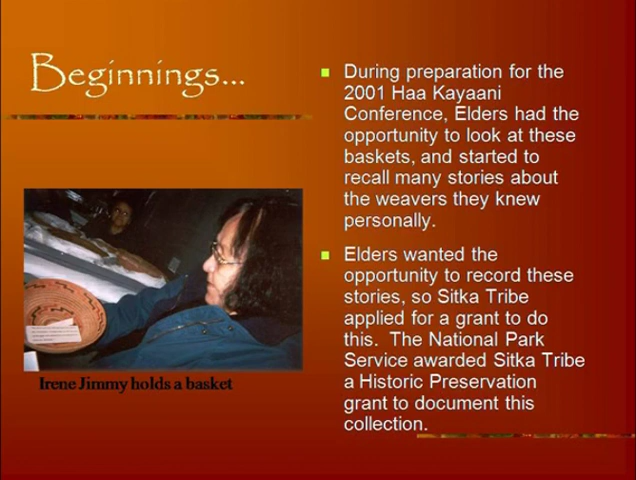 Beginnings...
During preparation for the
2001 Haa Kayaani
Conference, Elders had the
opportunity to look at these
baskets, and started to
recall many stories about
the weavers they knew
personally.
Elders wanted the
opportunity to record these
stories, so Sitka Tribe
applied for a grant to do
this. The National Park
Service awarded Sitka Tribe
a Historic Preservation
grant to document this
collection.
Irene Jimmy holds a basket